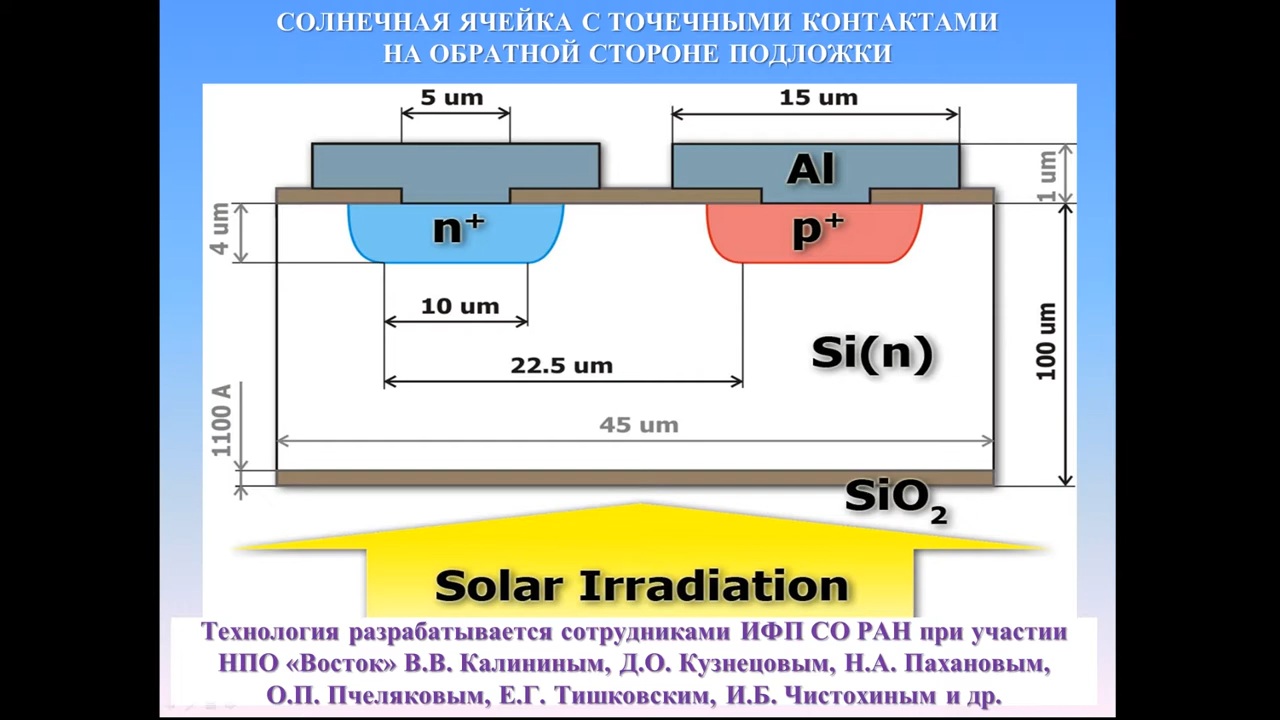 СОЛНЕЧНАЯ ЯЧЕЙКА С ТОЧЕЧНЫМИ КОНТАКТАМИ
НА ОБРАТНОЙ СТОРОНЕ ПОДЛОЖКИ
5 um
15 um
Al
1 um
4 um
n+
p+
10 um
Si(n)
100 um
22.5 um
1100 A
45 um
SiO2
Solar Irradiation
Технология разрабатывается сотрудниками ИФП СО РАН при участии
НПО «Восток» В.В. Калининым, Д.О. Кузнецовым, Н.А. Пахановым,
О.П. Пчеляковым, Е.Г. Тишковским, И.Б. Чистохиным и др.